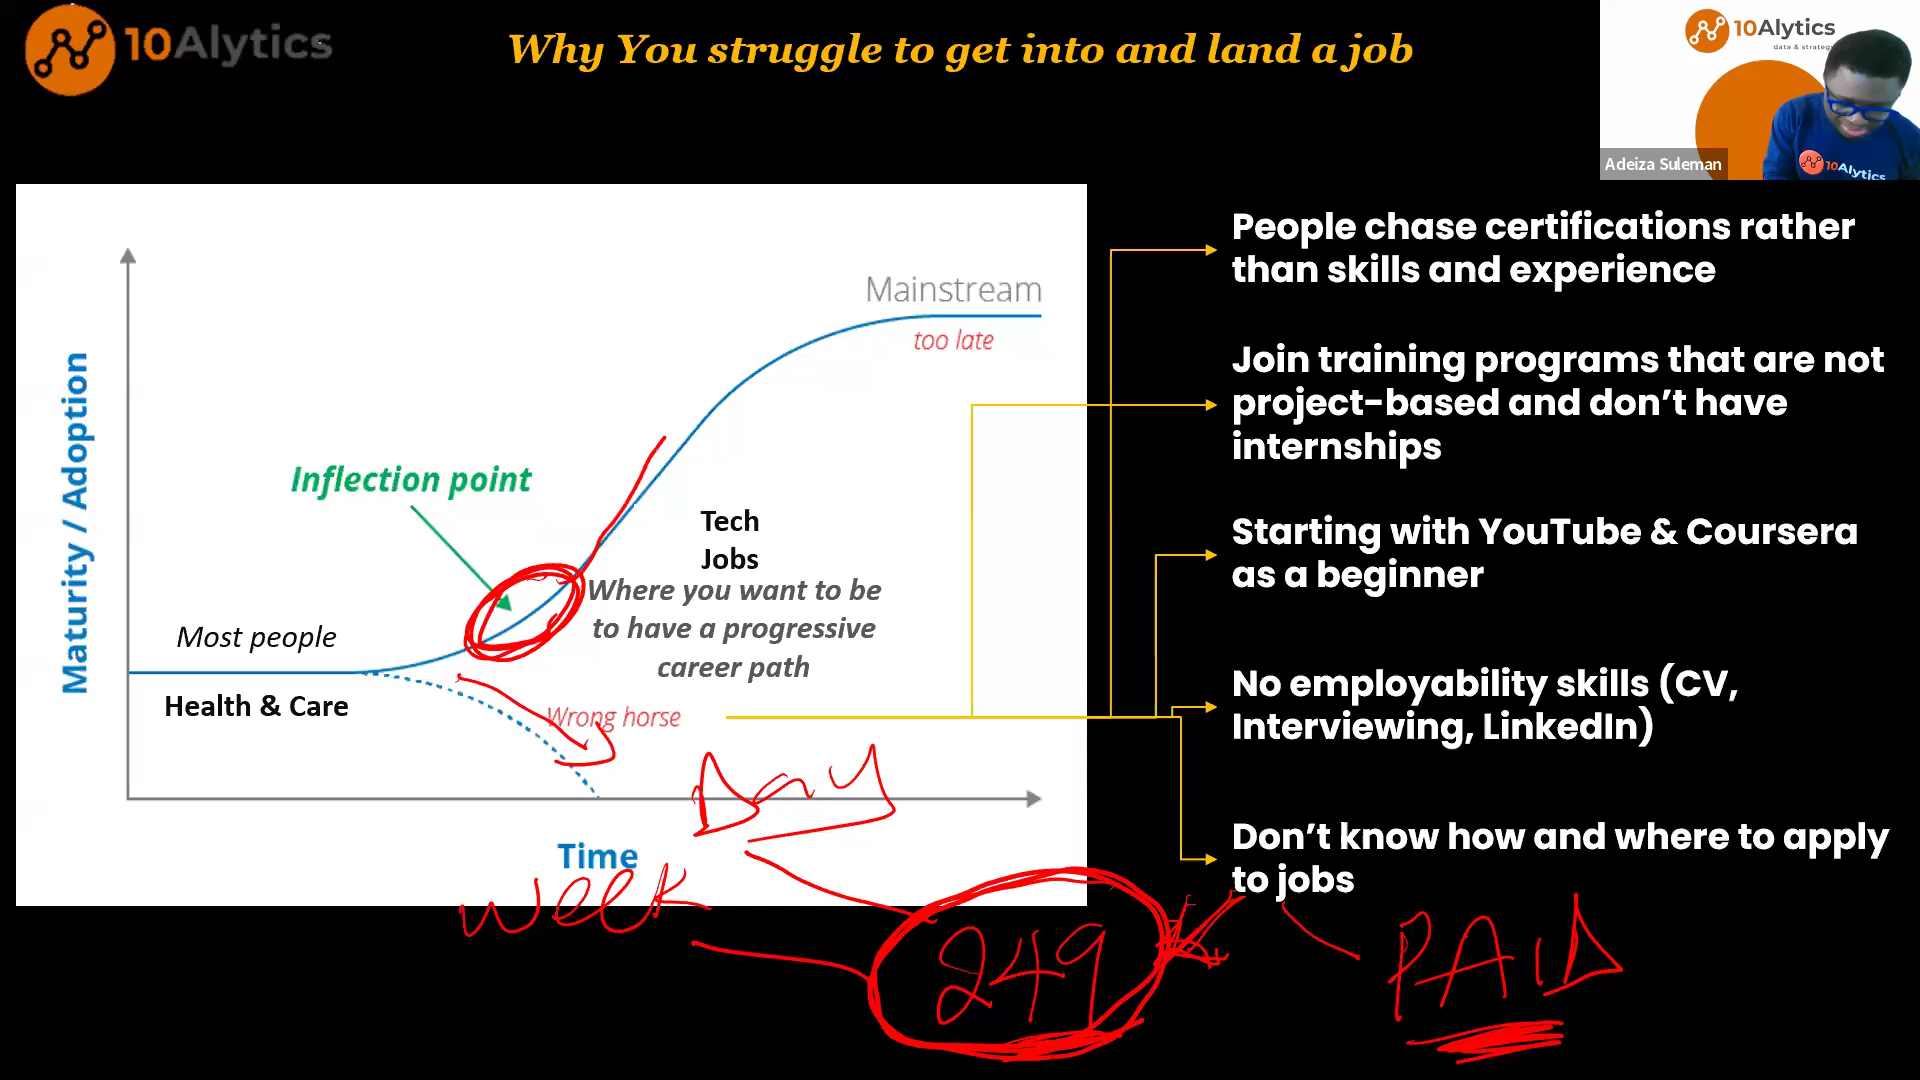 10Alytics
Why You struggle to get into and land a job
10Alytics
data & strategy
10Alytics
Adeiza Suleman
Maturity / Adoption
Mainstream
too late
Inflection point
Tech
Jobs
Where you want to be
to have a progressive
career path
Most people
Health & Care
Wrong horse
Time
Day
Week
249
PAID
People chase certifications rather
than skills and experience
Join training programs that are not
project-based and don’t have
internships
Starting with YouTube & Coursera
as a beginner
No employability skills (CV,
Interviewing, LinkedIn)
Don’t know how and where to apply
to jobs